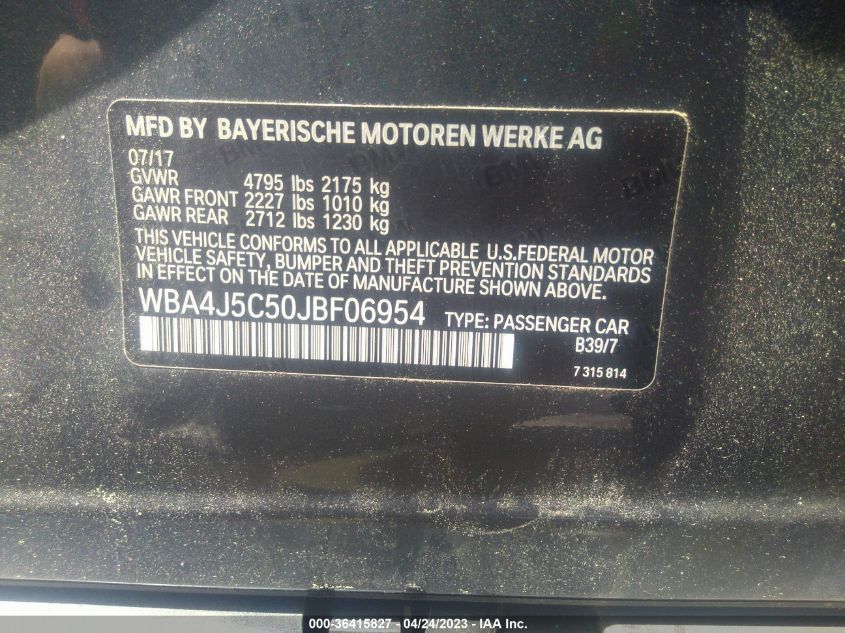 MFD BY BAYERISCHE MOTOREN WERKE AG
07/17
GVWR 4795 lbs 2175 kg
GAWR FRONT 2227 lbs 1010 kg
GAWR REAR 2712 lbs 1230 kg
THIS VEHICLE CONFORMS TO ALL APPLICABLE U.S.FEDERAL MOTOR
VEHICLE SAFETY, BUMPER AND THEFT PREVENTION STANDARDS
IN EFFECT ON THE DATE OF MANUFACTURE SHOWN ABOVE.
WBA4J5C50JBF06954 TYPE: PASSENGER CAR
B39/7
7 315 814
000-36415827 - 04/24/2023 - IAAI.COM